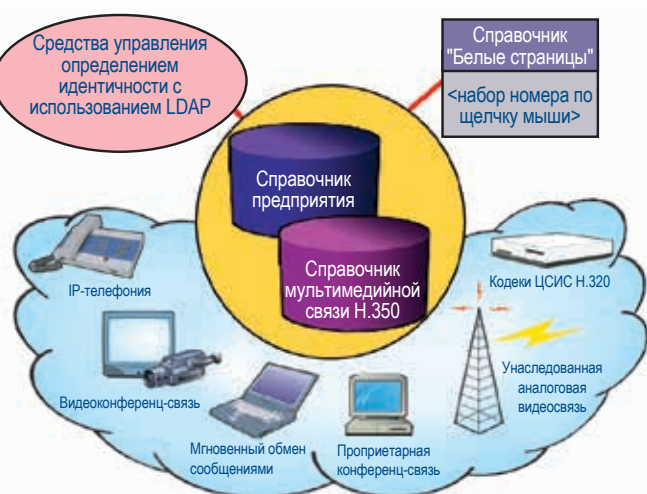 Средства управления
определением
идентичности с
использованием LDAP
Справочник
"Белые страницы"
<набор номера по
щелчку мыши>
Справочник
предприятия
Справочник
мультимедийной
связи H.350
IP-телефония
Кодеки ЦСИС H.320
Видеоконференц-связь
Унаследованная
аналоговая
видеосвязь
Мгновенный обмен
сообщениями
Проприетарная
конференц-связь